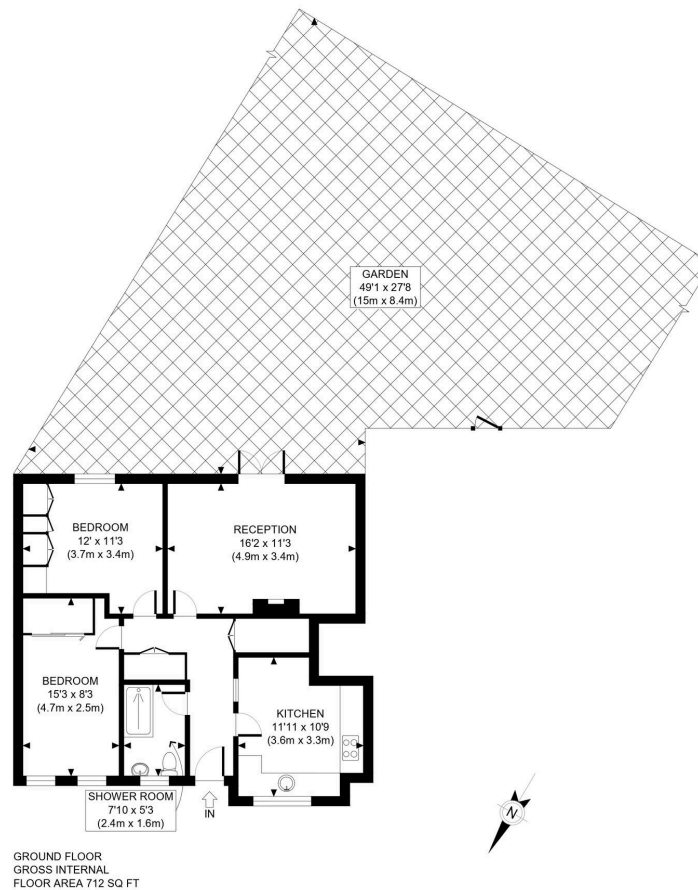 GARDEN
49'1 x 27'8
(15m x 8.4m)
BEDROOM
12' x 11'3
(3.7m x 3.4m)
RECEPTION
16'2 x 11'3
(4.9m x 3.4m)
BEDROOM
15'3 x 8'3
(4.7m x 2.5m)
KITCHEN
11'11 x 10'9
(3.6m x 3.3m)
SHOWER ROOM
7'10 x 5'3
(2.4m x 1.6m)
IN
N
GROUND FLOOR
GROSS INTERNAL
FLOOR AREA 712 SQ FT